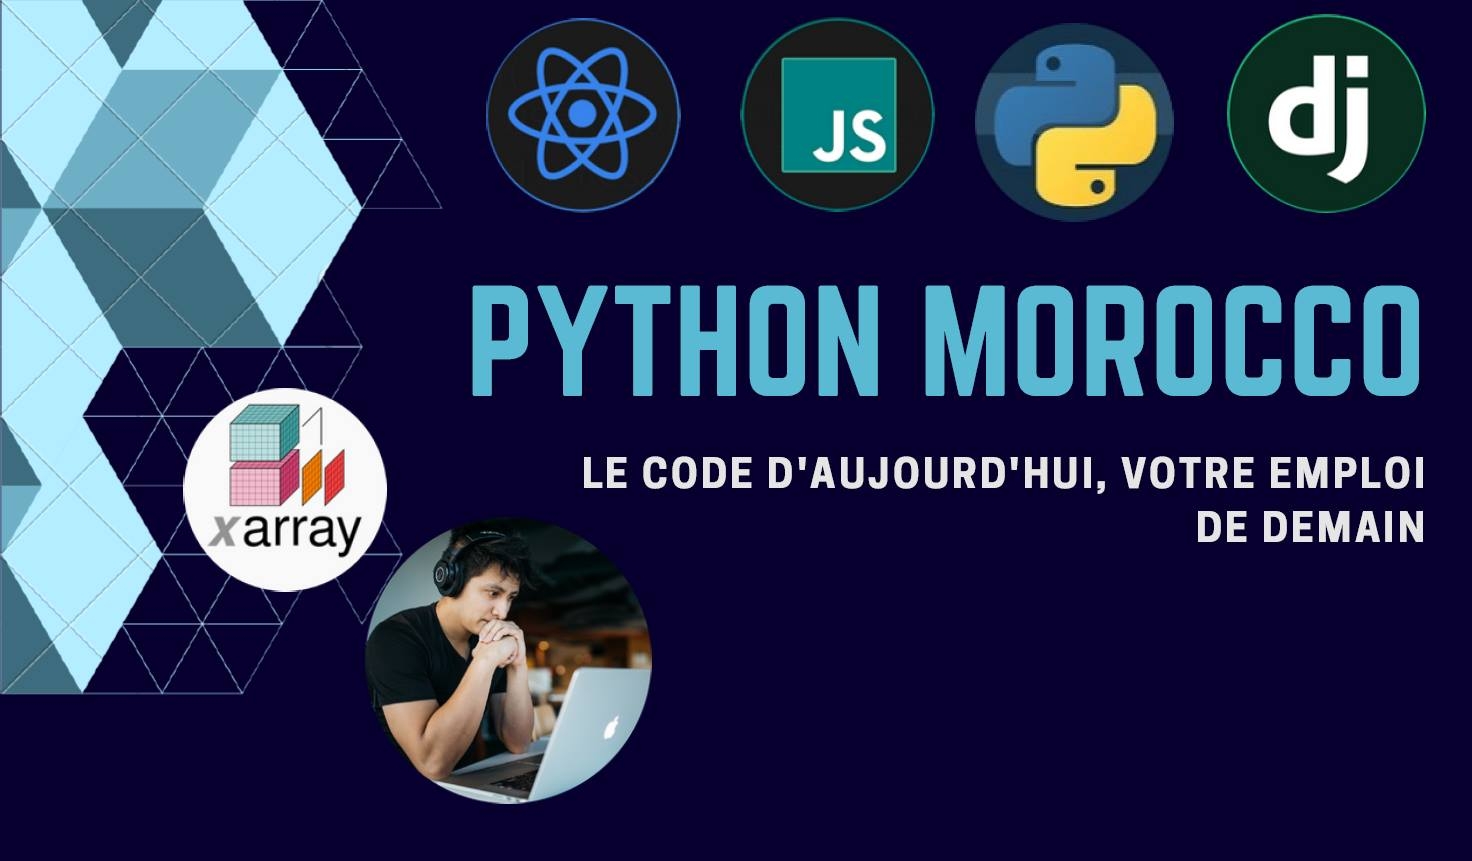 JS
dj
PYTHON MOROCCO
LE CODE D'AUJOURD'HUI, VOTRE EMPLOI
DE DEMAIN
xarray